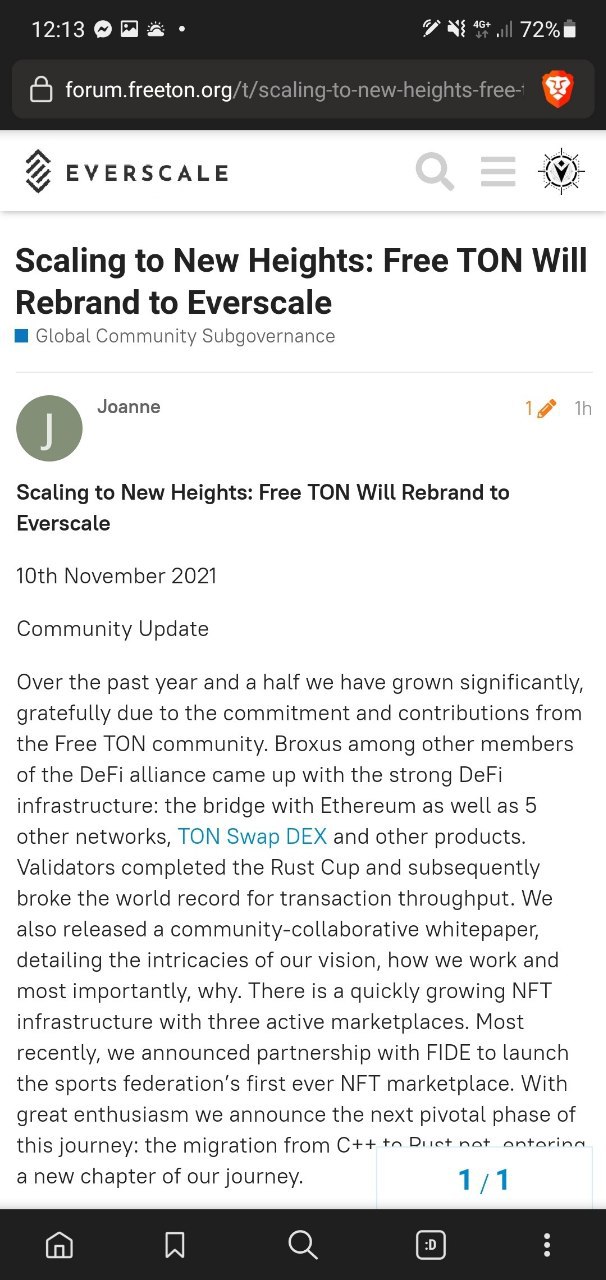 12:13
4G+
72%
forum.freeton.org/t/scaling-to-new-heights-free-
EVERSCALE
Scaling to New Heights: Free TON Will
Rebrand to Everscale
Global Community Subgovernance
J
Joanne
1
1h
Scaling to New Heights: Free TON Will Rebrand to
Everscale
10th November 2021
Community Update
Over the past year and a half we have grown significantly,
gratefully due to the commitment and contributions from
the Free TON community. Broxus among other members
of the DeFi alliance came up with the strong DeFi
infrastructure: the bridge with Ethereum as well as 5
other networks, TON Swap DEX and other products.
Validators completed the Rust Cup and subsequently
broke the world record for transaction throughput. We
also released a community-collaborative whitepaper,
detailing the intricacies of our vision, how we work and
most importantly, why. There is a quickly growing NFT
infrastructure with three active marketplaces. Most
recently, we announced partnership with FIDE to launch
the sports federation's first ever NFT marketplace. With
great enthusiasm we announce the next pivotal phase of
this journey: the migration from C++ to Rust net, entering
a new chapter of our journey.
1/1
:D